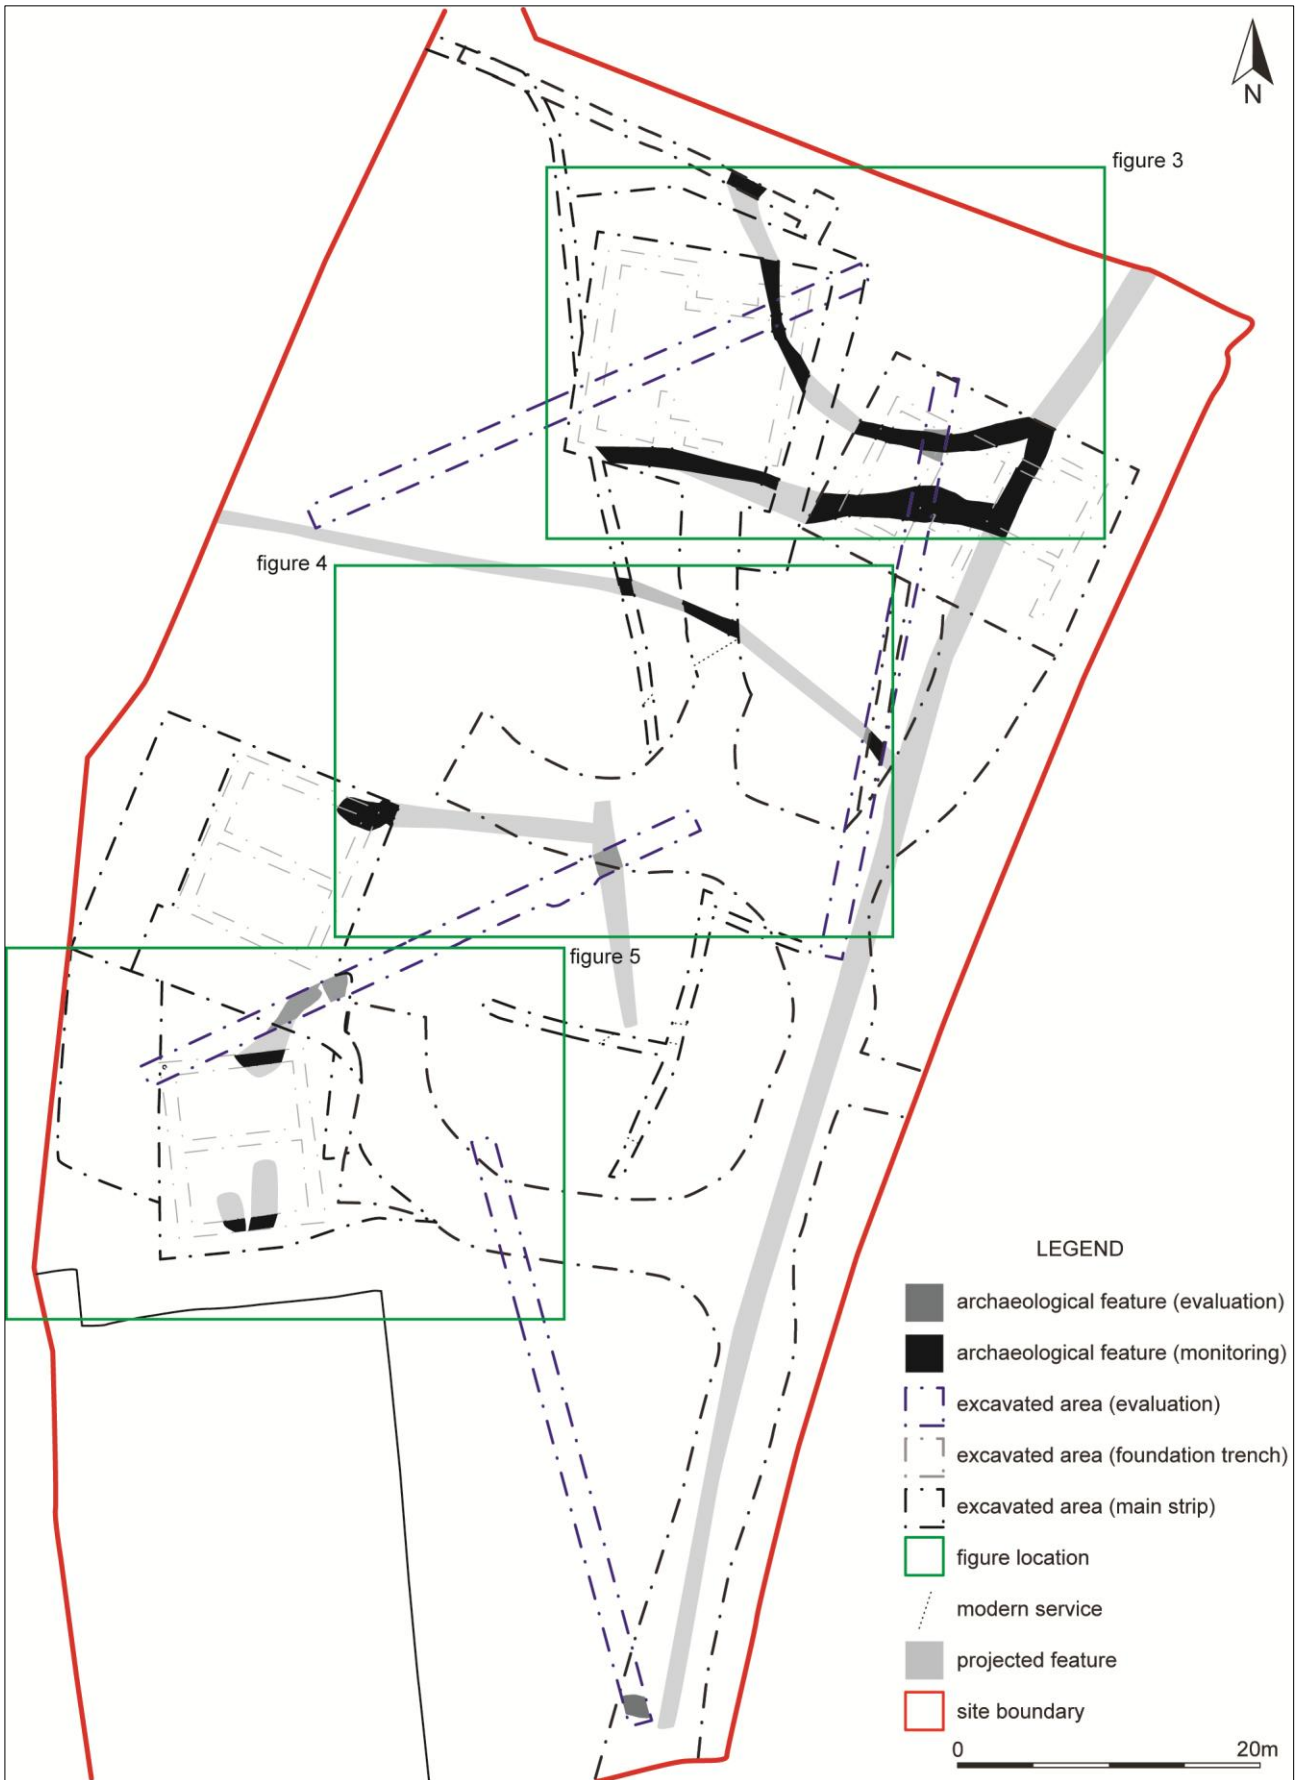 N
figure 3
figure 4
figure 5
LEGEND
archaeological feature (evaluation)
archaeological feature (monitoring)
excavated area (evaluation)
excavated area (foundation trench)
excavated area (main strip)
figure location
modern service
projected feature
site boundary
0 20m